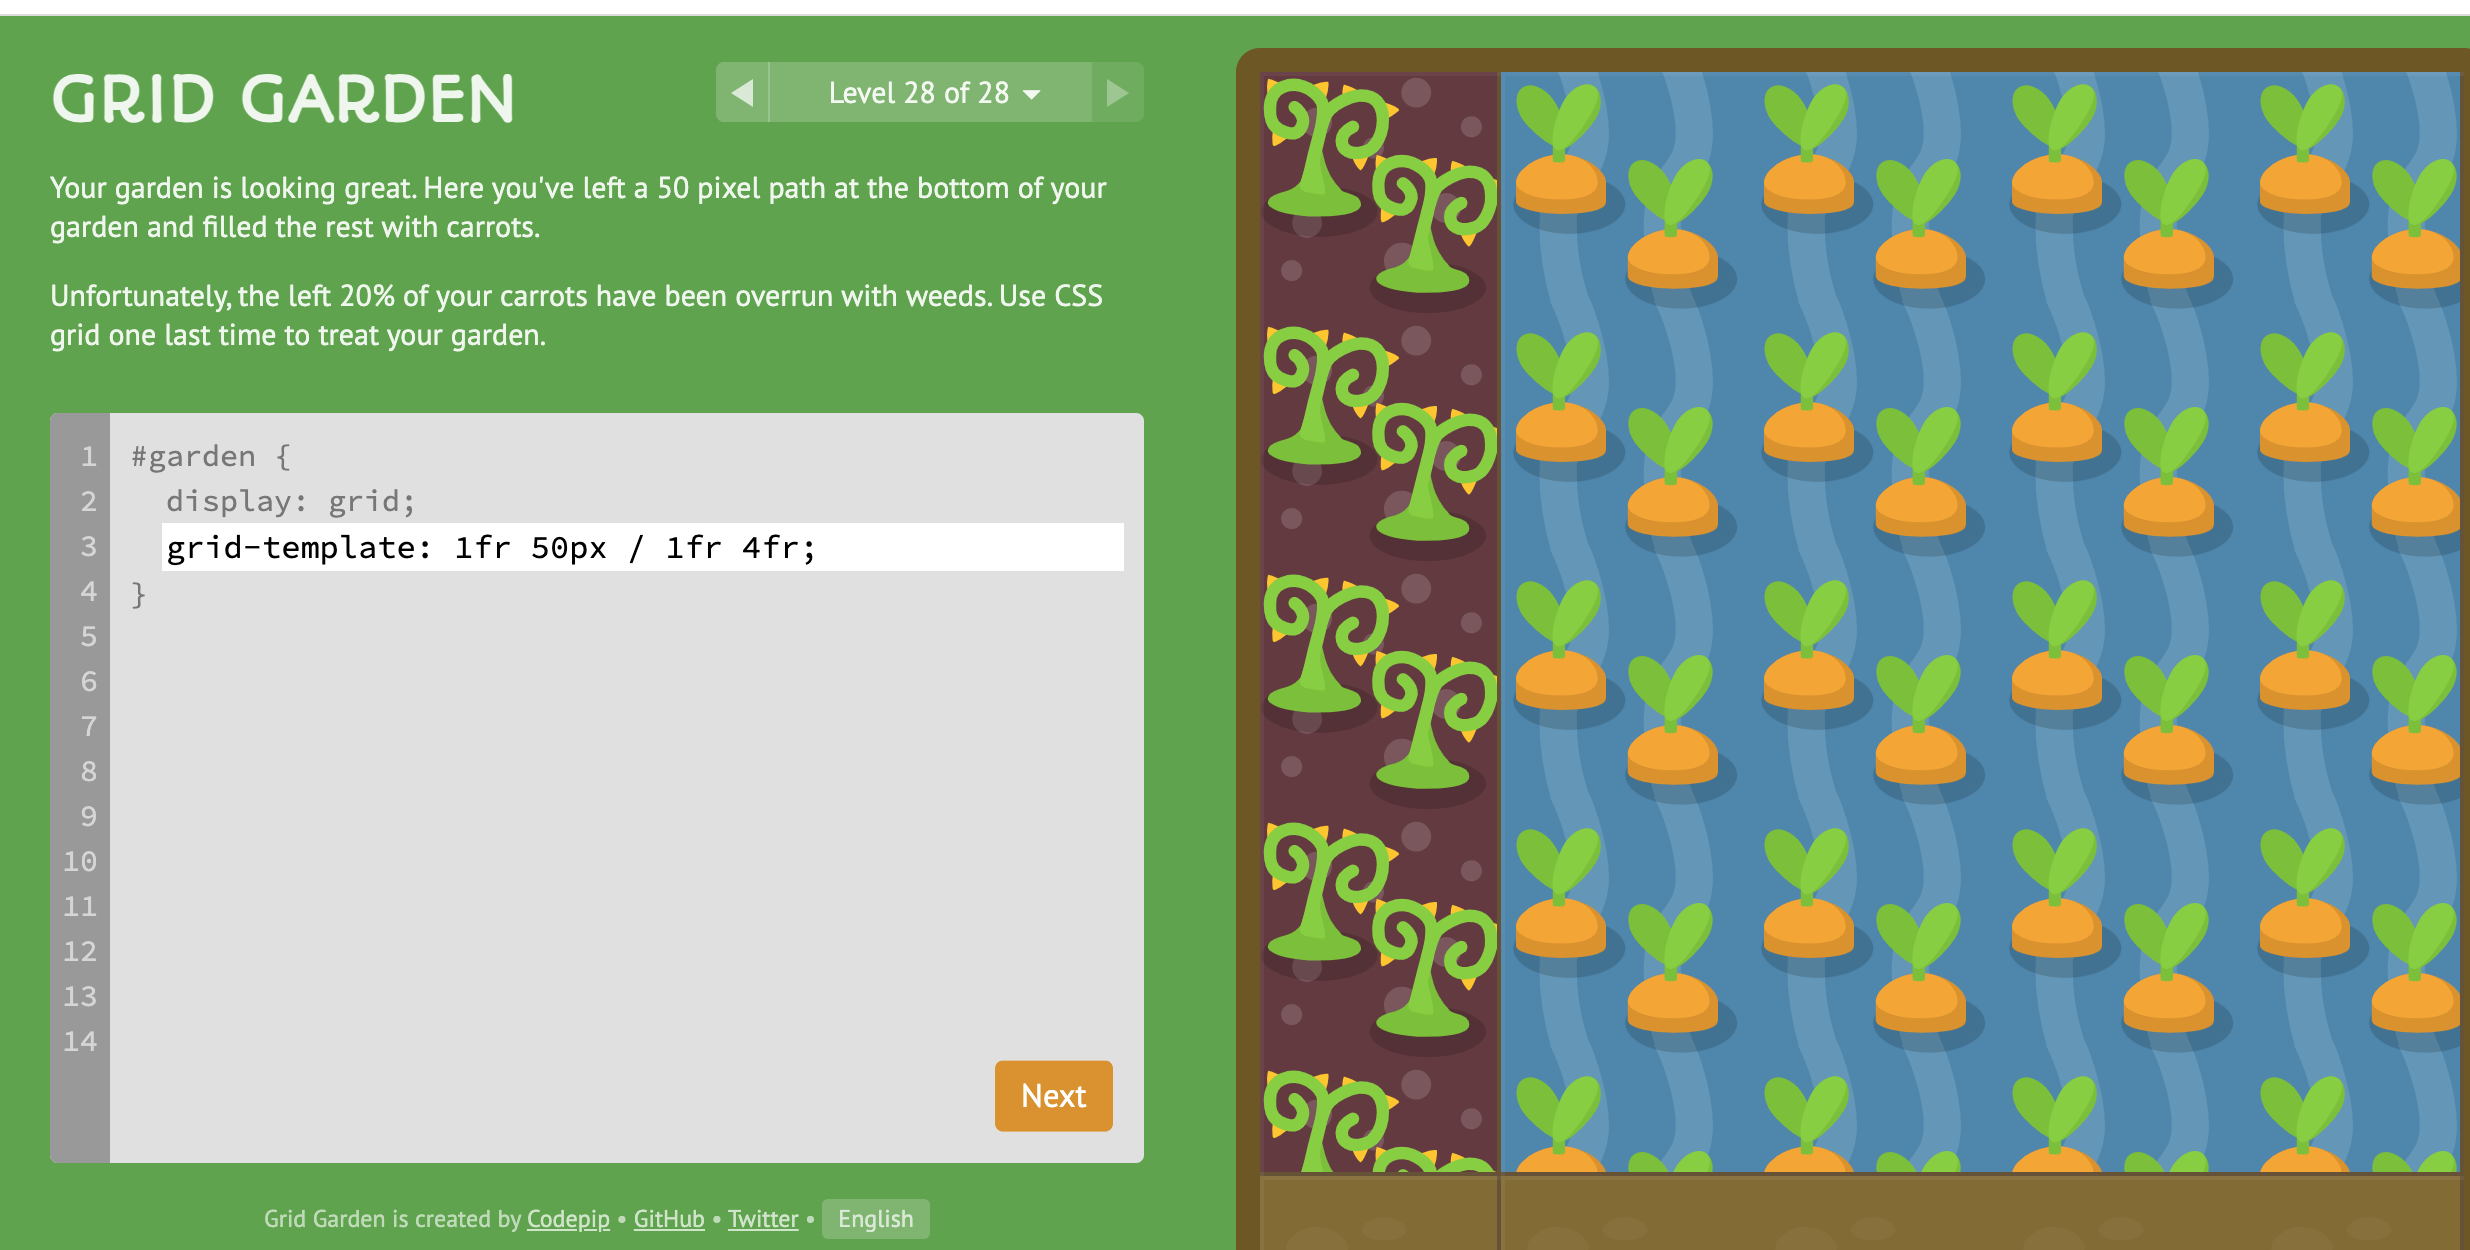 GRID GARDEN
Level 28 of 28
Your garden is looking great. Here you've left a 50 pixel path at the bottom of your
garden and filled the rest with carrots.
Unfortunately, the left 20% of your carrots have been overrun with weeds. Use CSS
grid one last time to treat your garden.
1 #garden {
2 display: grid;
3 grid-template: 1fr 50px / 1fr 4fr;
4 }
5
6
7
8
9
10
11
12
13
14
Next
Grid Garden is created by Codepip • GitHub • Twitter • English